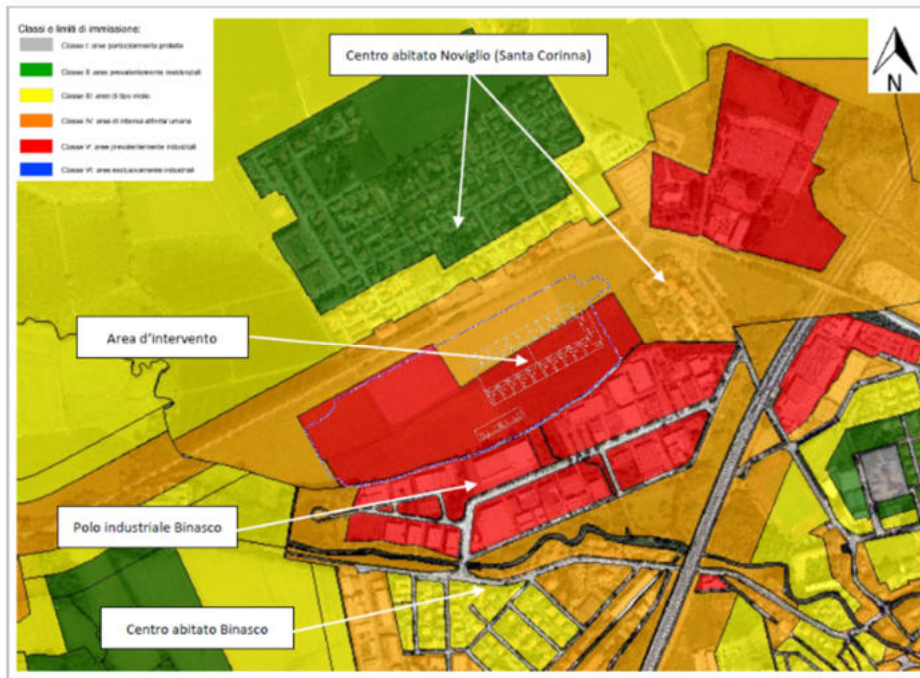 Classi e limiti di immissione:
Classe I: aree particolarmente protette
Classe II: aree prevalentemente residenziali
Classe III: aree di tipo misto
Classe IV: aree di intensa attivita' umana
Classe V: aree prevalentemente industriali
Classe VI: aree esclusivamente industriali
Centro abitato Noviglio (Santa Corinna)
N
Area d'intervento
Polo industriale Binasco
Centro abitato Binasco